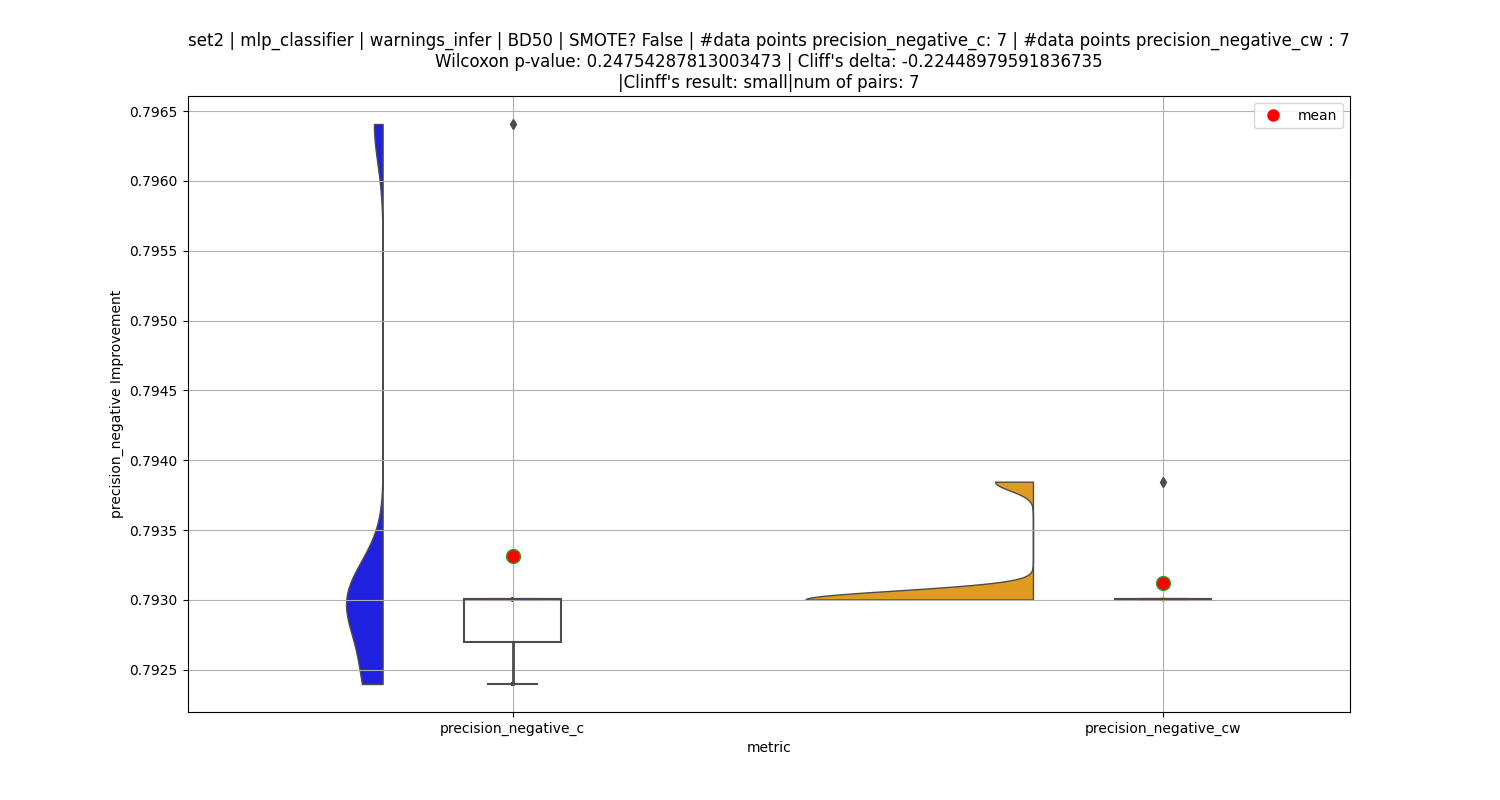 set2 | mlp_classifier | warnings_infer | BD50 | SMOTE? False | #data points precision_negative_c: 7 | #data points precision_negative_cw : 7
Wilcoxon p-value: 0.24754287813003473 | Cliff's delta: -0.22448979591836735
|Clinff's result: small|num of pairs: 7
mean
0.7965
0.7960
0.7955
0.7950
0.7945
0.7940
0.7935
0.7930
0.7925
precision_negative Improvement
precision_negative_c
precision_negative_cw
metric